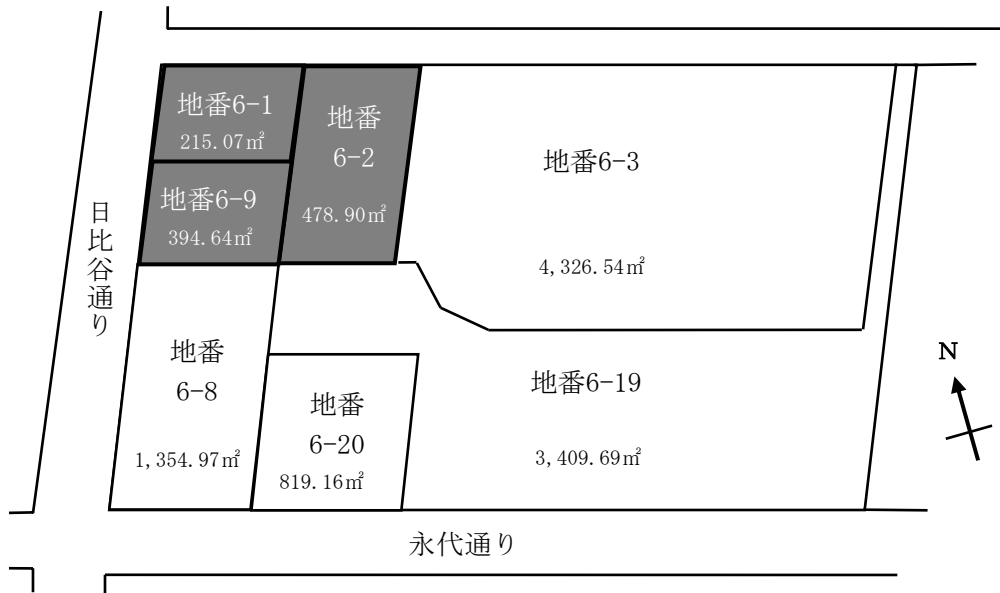 地番6-1
215.07㎡
地番
6-2
478.90㎡
地番6-9
394.64㎡
地番6-3
4,326.54㎡
日比谷通り
地番
6-8
1,354.97㎡
地番
6-20
819.16㎡
地番6-19
3,409.69㎡
N
永代通り